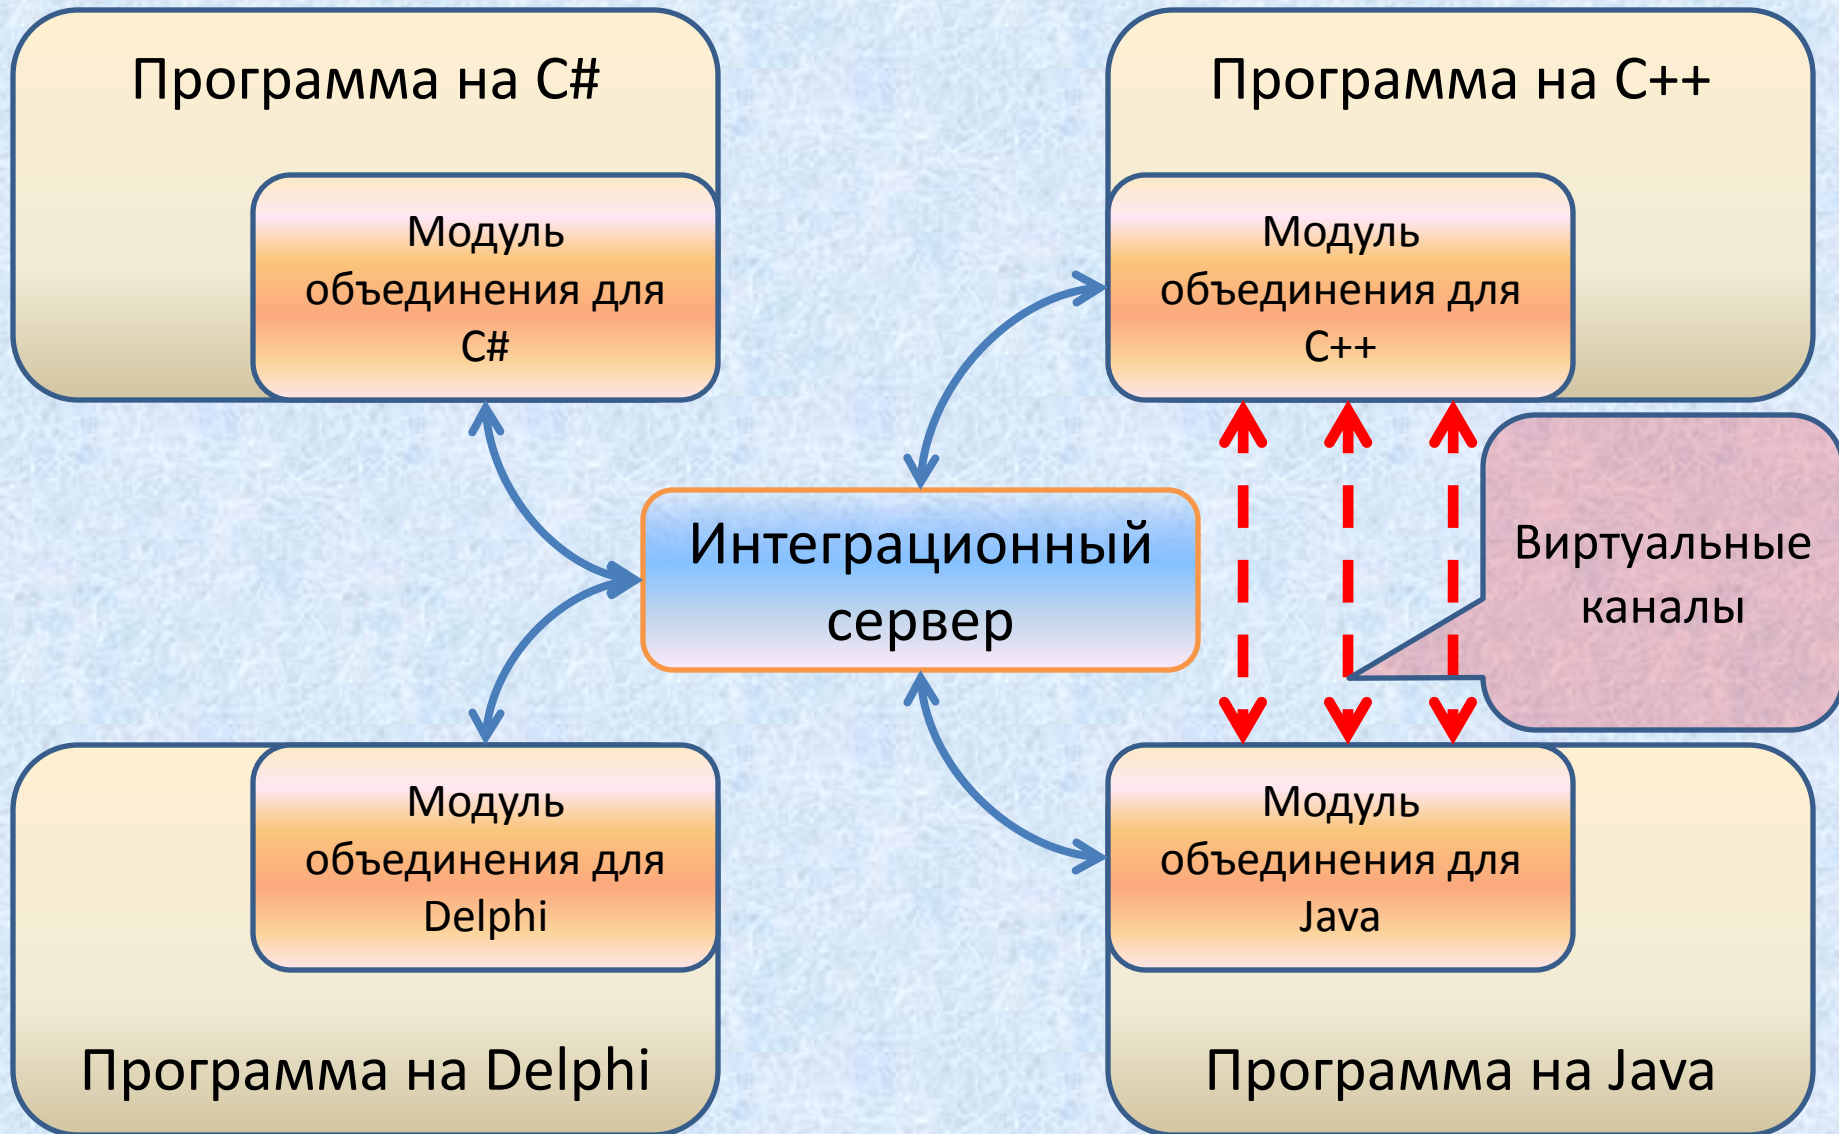 Программа на C#
Модуль
объединения для
C#
Программа на C++
Модуль
объединения для
C++
Интеграционный
сервер
Виртуальные
каналы
Модуль
объединения для
Delphi
Программа на Delphi
Модуль
объединения для
Java
Программа на Java